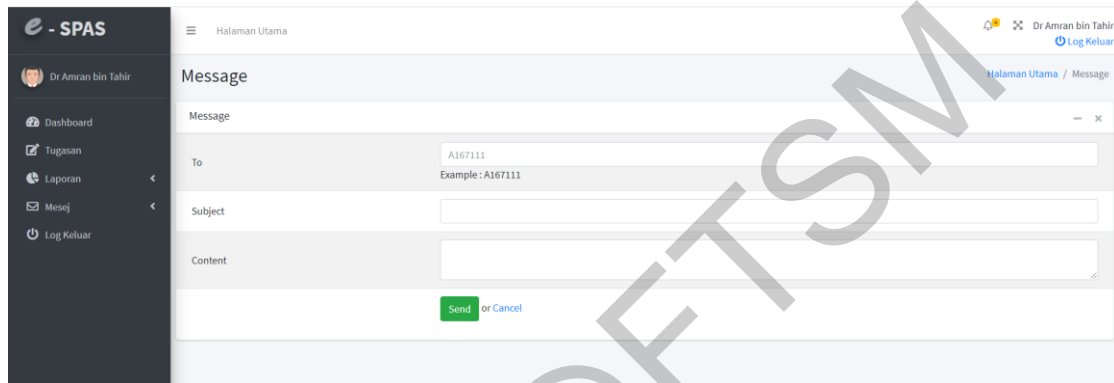 e - SPAS
Halaman Utama
Dr Amran bin Tahir
Log Keluar
Dr Amran bin Tahir
Message
Halaman Utama / Message
Dashboard
Tugasan
Laporan
Mesej
Log Keluar
Message
To
A167111
Example : A167111
Subject
Content
Send or Cancel
FTSM